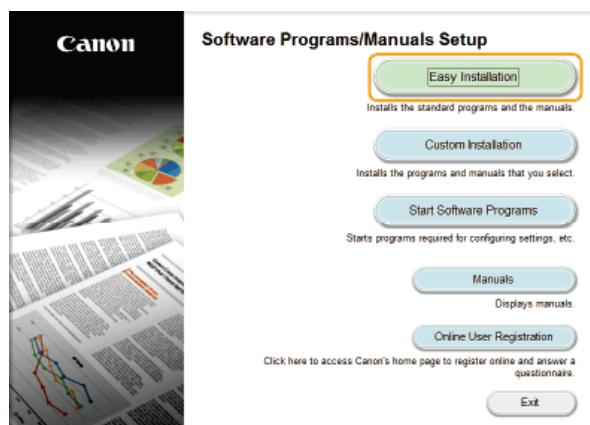 Canon
Software Programs/Manuals Setup
Easy Installation
Installs the standard programs and the manuals.
Custom Installation
Installs the programs and manuals that you select.
Start Software Programs
Starts programs required for configuring settings, etc.
Manuals
Displays manuals.
Online User Registration
Click here to access Canon's home page to register online and answer a
questionnaire.
Exit